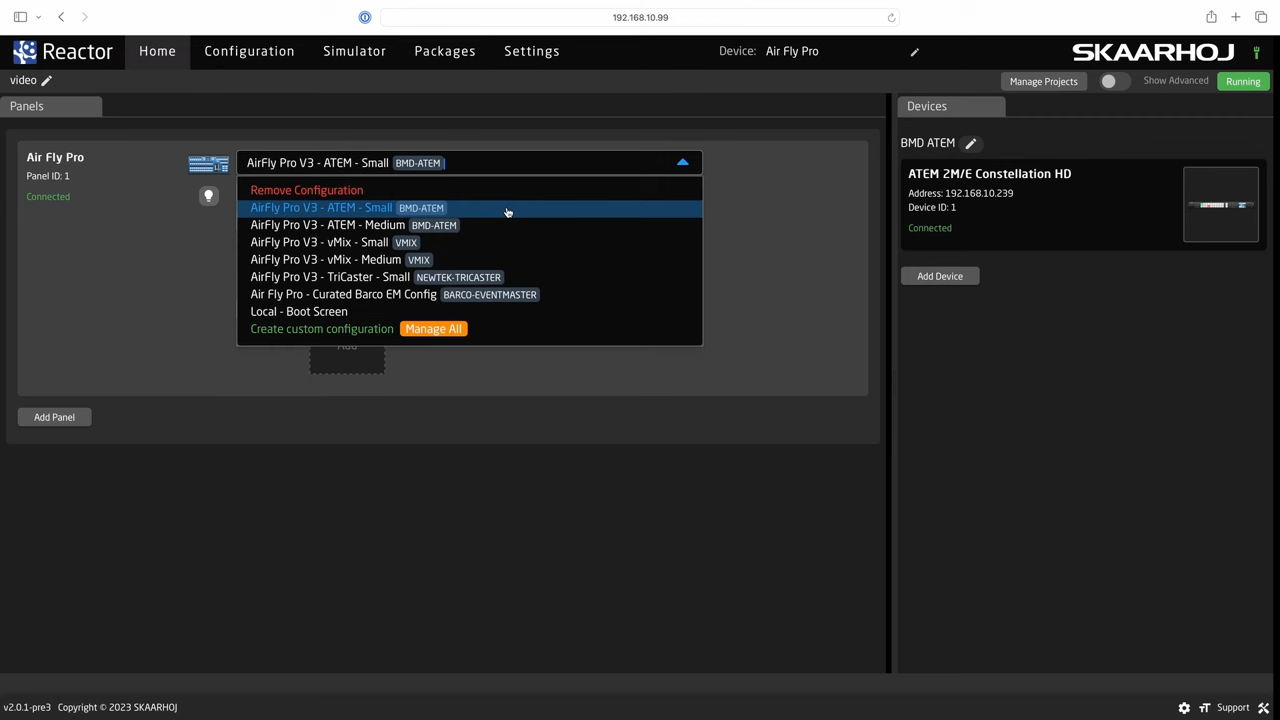 192.168.10.99
Reactor
Home
Configuration
Simulator
Packages
Settings
Device: Air Fly Pro
SKAARHOJ
video
Manage Projects
Show Advanced
Running
Panels
Air Fly Pro
Panel ID: 1
Connected
AirFly Pro V3 - ATEM - Small BMD-ATEM
Remove Configuration
AirFly Pro V3 - ATEM - Small BMD-ATEM
AirFly Pro V3 - ATEM - Medium BMD-ATEM
AirFly Pro V3 - vMix - Small VMIX
AirFly Pro V3 - vMix - Medium VMIX
AirFly Pro V3 - TriCaster - Small NEWTEK-TRICASTER
Air Fly Pro - Curated Barco EM Config BARCO-EVENTMASTER
Local - Boot Screen
Create custom configuration Manage All
Add Panel
Devices
BMD ATEM
ATEM 2M/E Constellation HD
Address: 192.168.10.239
Device ID: 1
Connected
Add Device
v2.0.1-pre3 Copyright © 2023 SKAARHOJ
Support